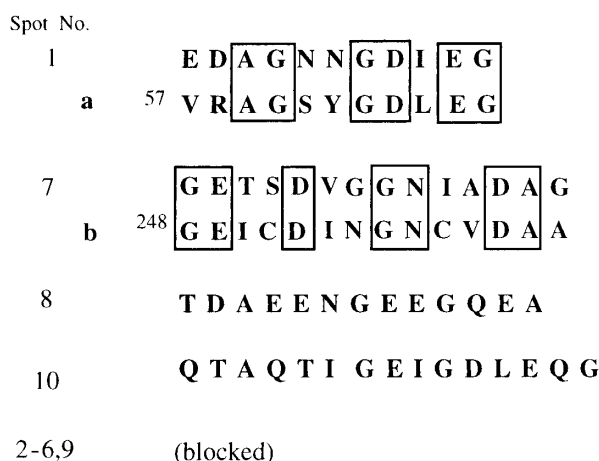 Spot No.
1 E D A G N N G D I E G
a 57 V R A G S Y G D L E G
7 G E T S D V G G N I A D A G
b 248 G E I C D I N G N C V D A A
8 T D A E E N G E E G Q E A
10 Q T A Q T I G E I G D L E Q G
2-6,9 (blocked)